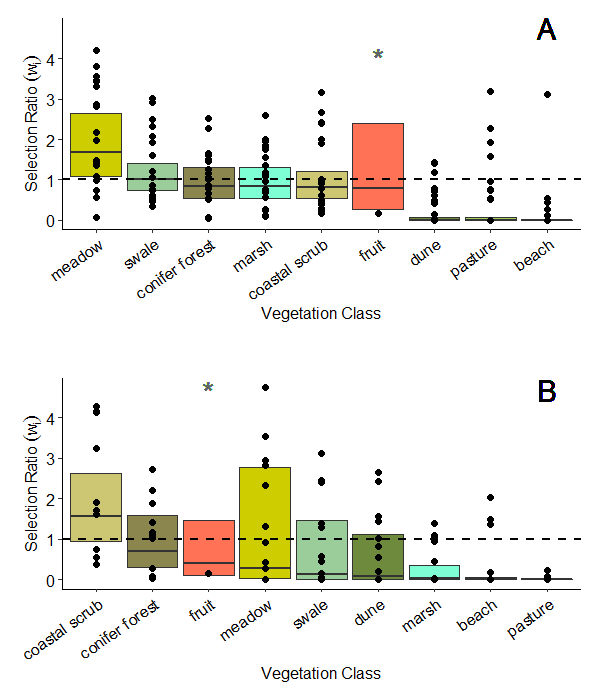 A
*
4
3
2
1
0
Selection Ratio (wᵢ)
meadow
swale
conifer forest
marsh
coastal scrub
fruit
dune
pasture
beach
Vegetation Class
B
*
4
3
2
1
0
Selection Ratio (wᵢ)
coastal scrub
conifer forest
fruit
meadow
swale
dune
marsh
beach
pasture
Vegetation Class